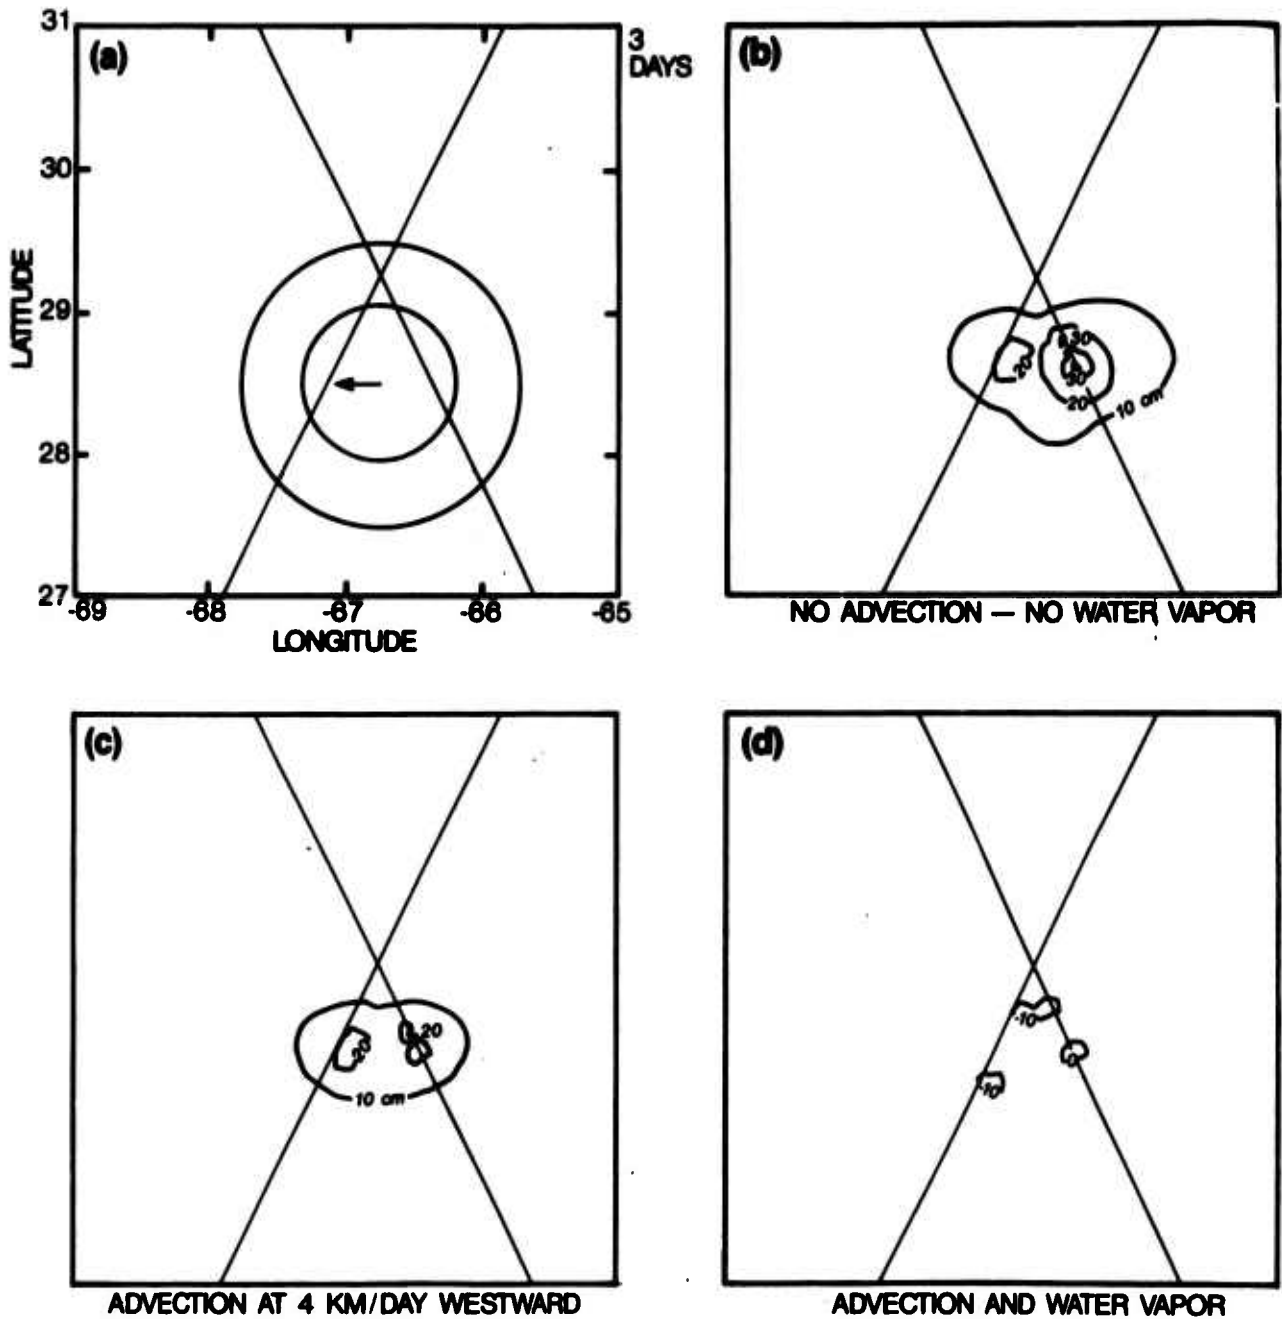 (a)
31
30
29
28
27
LATITUDE
-69
-68
-67
-66
-65
LONGITUDE
3
DAYS
(b)
30
20
30
20
10 cm
NO ADVECTION — NO WATER VAPOR
(c)
20
20
10 cm
ADVECTION AT 4 KM/DAY WESTWARD
(d)
-10
-10
ADVECTION AND WATER VAPOR